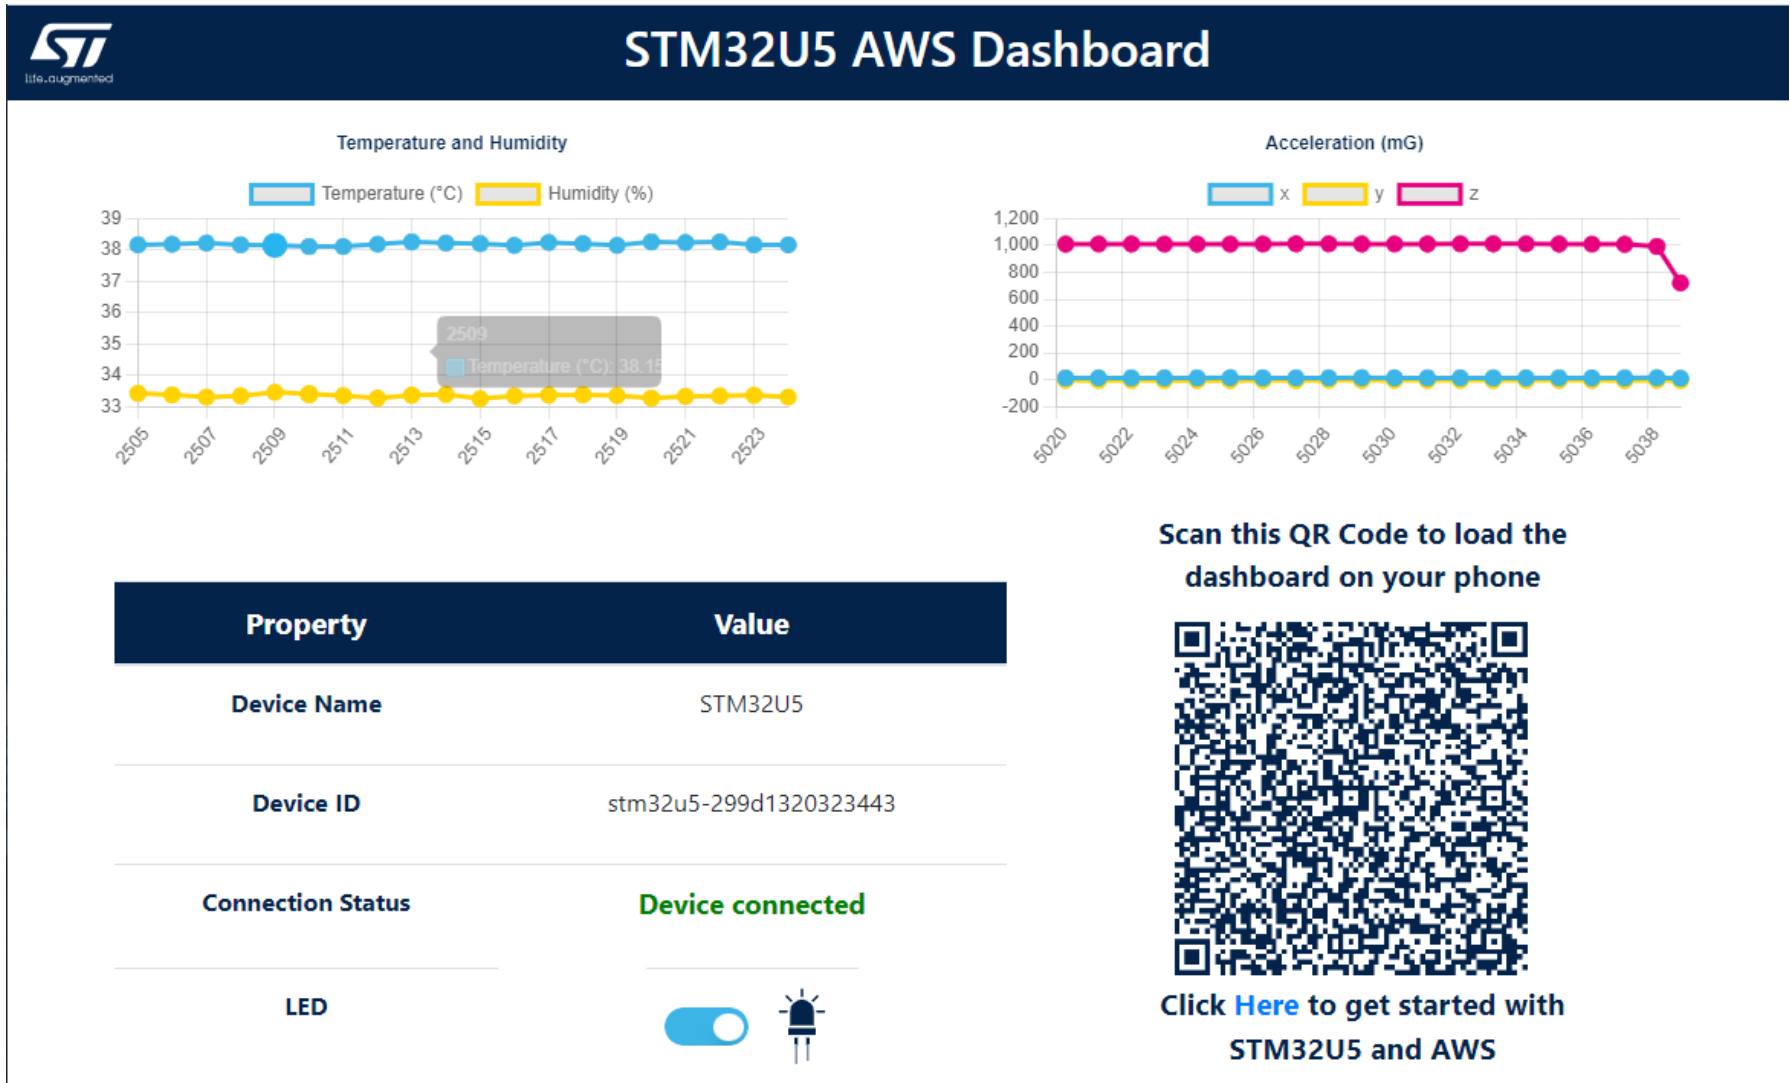 life.augmented
STM32U5 AWS Dashboard
Temperature and Humidity
Temperature (°C) Humidity (%)
39
38
37
36
35
34
33
2509
Temperature (°C): 38.15
2505 2507 2509 2511 2513 2515 2517 2519 2521 2523
Acceleration (mG)
x y z
1,200
1,000
800
600
400
200
0
-200
5020 5022 5024 5026 5028 5030 5032 5034 5036 5038
Property Value
Device Name STM32U5
Device ID stm32u5-299d1320323443
Connection Status Device connected
LED
Scan this QR Code to load the
dashboard on your phone
Click Here to get started with
STM32U5 and AWS